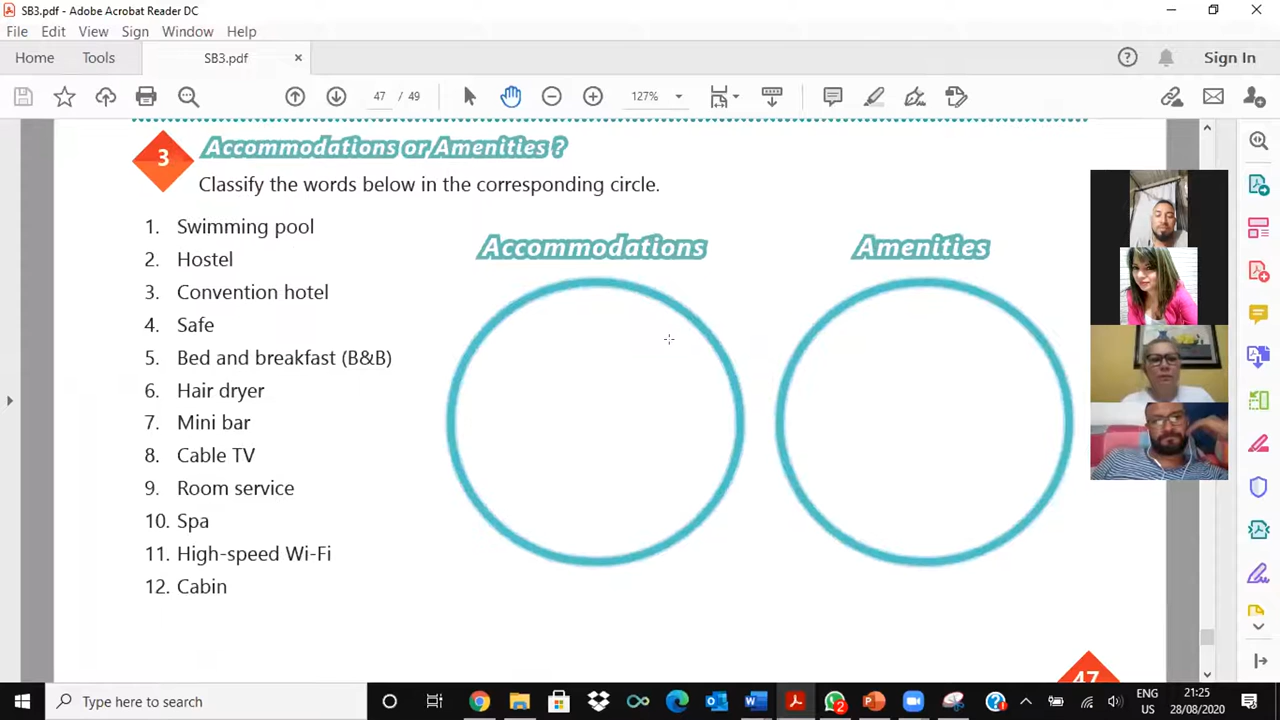 SB3.pdf - Adobe Acrobat Reader DC
File Edit View Sign Window Help
Home Tools SB3.pdf × Sign In
47 / 49 127%
3 Accommodations or Amenities ?
Classify the words below in the corresponding circle.
1. Swimming pool
2. Hostel
3. Convention hotel
4. Safe
5. Bed and breakfast (B&B)
6. Hair dryer
7. Mini bar
8. Cable TV
9. Room service
10. Spa
11. High-speed Wi-Fi
12. Cabin
Accommodations Amenities
47
Type here to search
2
ENG
US
21:25
28/08/2020